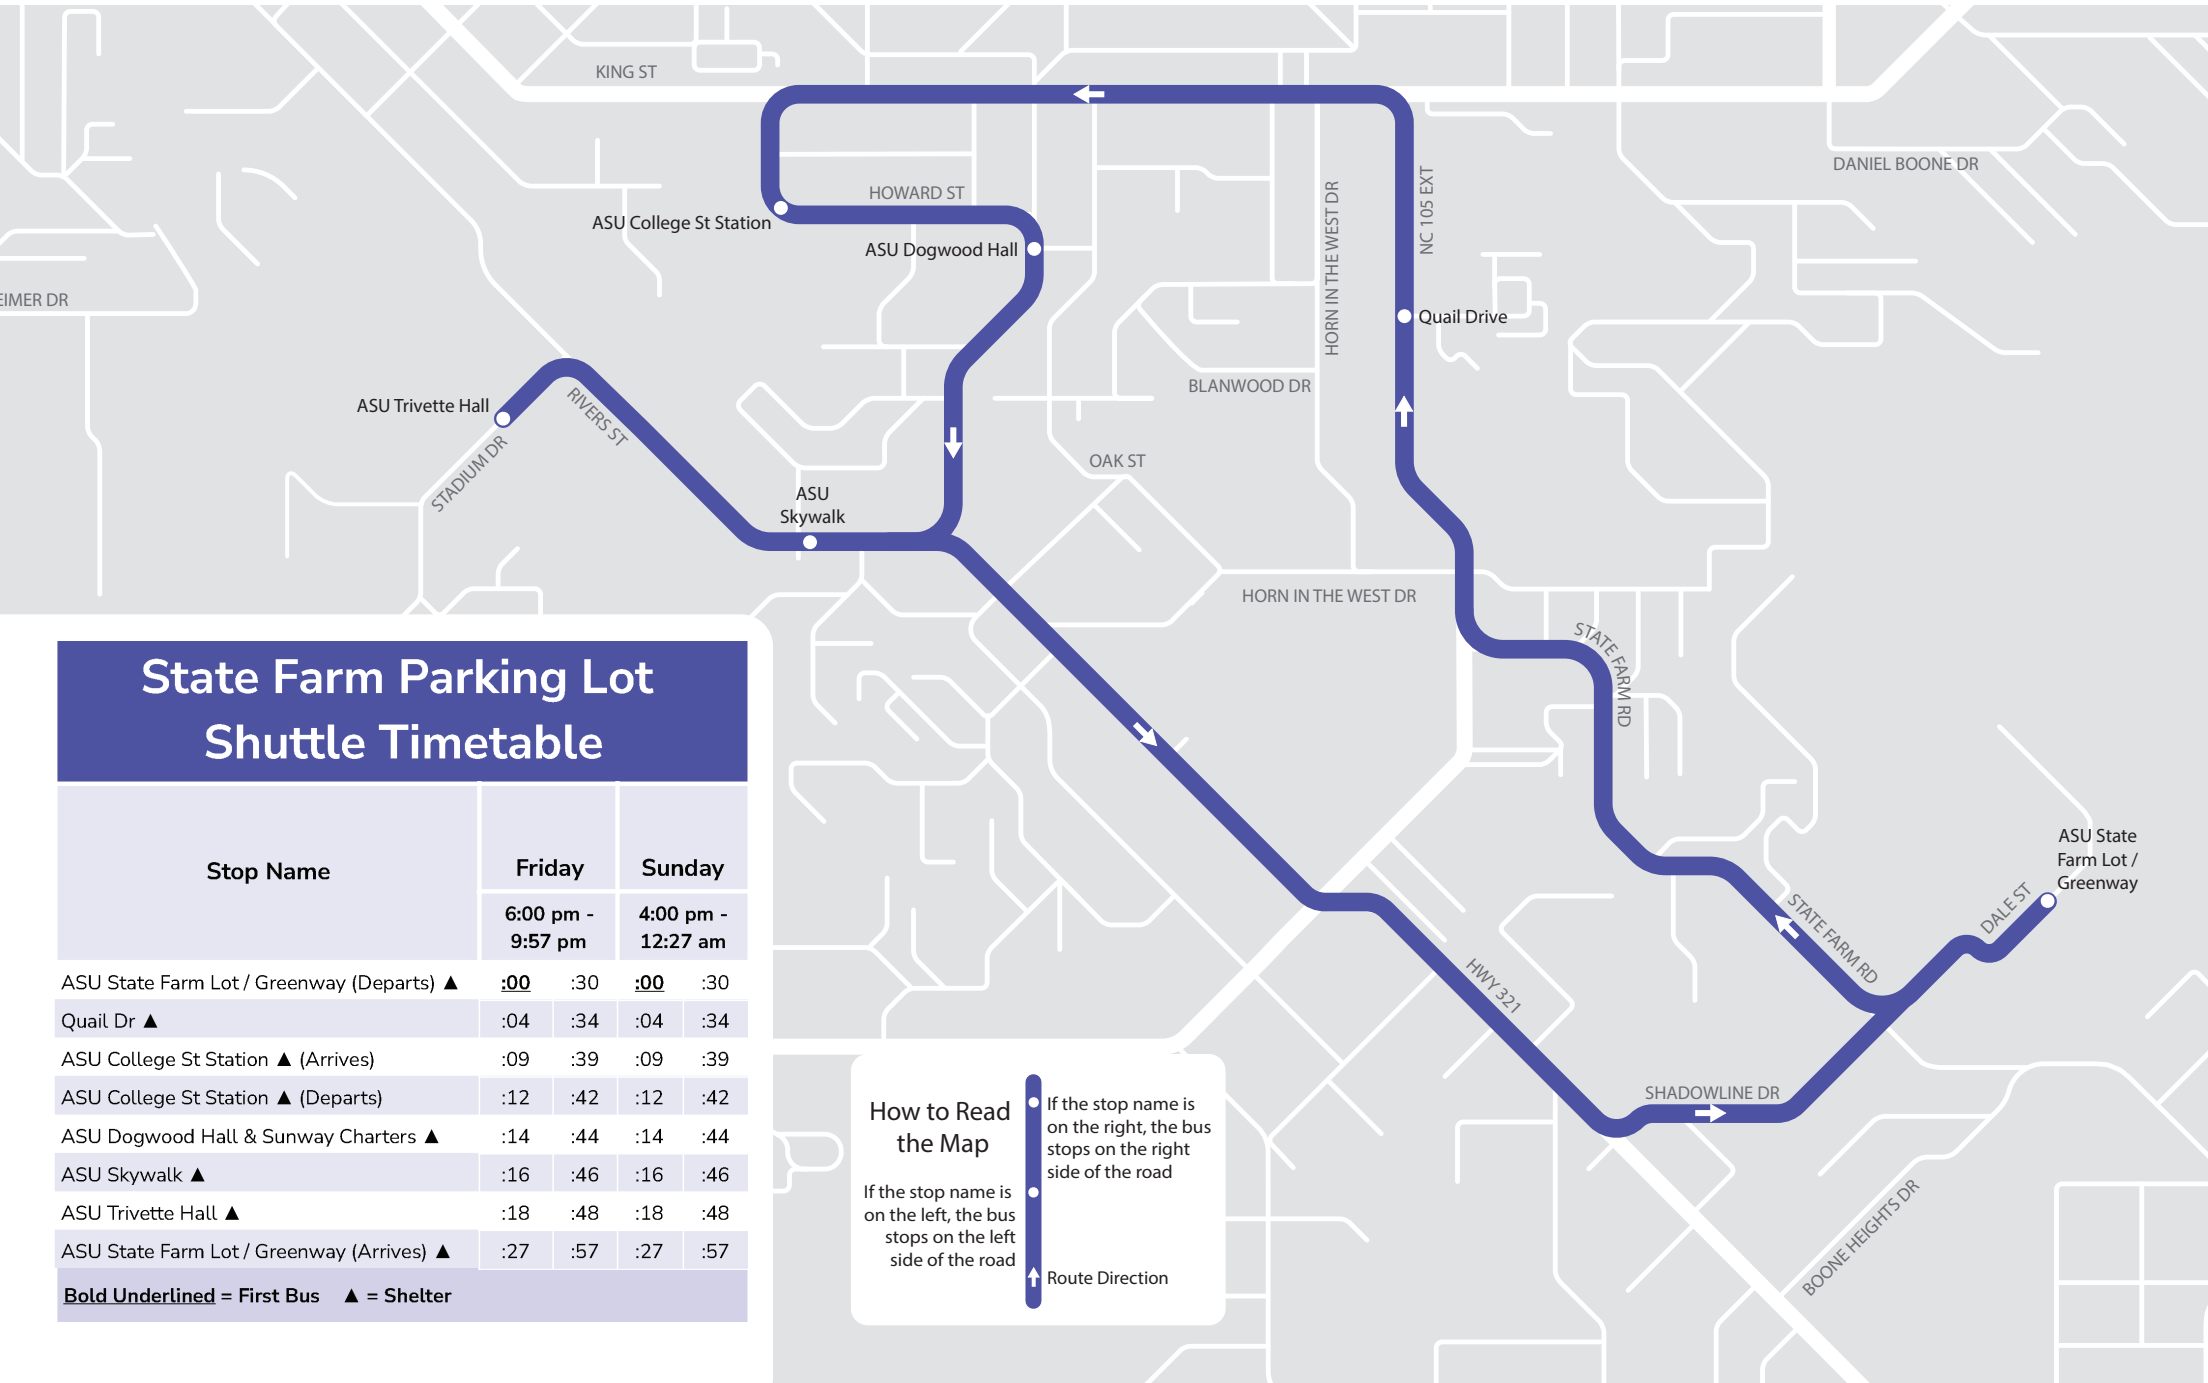 KING ST
DANIEL BOONE DR
HOWARD ST
ASU College St Station
ASU Dogwood Hall
HORN IN THE WEST DR
NC 105 EXT
EIMER DR
Quail Drive
BLANWOOD DR
ASU Trivette Hall
RIVERS ST
STADIUM DR
OAK ST
ASU
Skywalk
HORN IN THE WEST DR
STATE FARM RD
ASU State
Farm Lot /
Greenway
DALE ST
STATE FARM RD
HWY 321
SHADOWLINE DR
BOONE HEIGHTS DR
State Farm Parking Lot
Shuttle Timetable
Stop Name Friday Sunday
6:00 pm - 4:00 pm -
9:57 pm 12:27 am
ASU State Farm Lot / Greenway (Departs) ▲ :00 :30 :00 :30
Quail Dr ▲ :04 :34 :04 :34
ASU College St Station ▲ (Arrives) :09 :39 :09 :39
ASU College St Station ▲ (Departs) :12 :42 :12 :42
ASU Dogwood Hall & Sunway Charters ▲ :14 :44 :14 :44
ASU Skywalk ▲ :16 :46 :16 :46
ASU Trivette Hall ▲ :18 :48 :18 :48
ASU State Farm Lot / Greenway (Arrives) ▲ :27 :57 :27 :57
Bold Underlined = First Bus ▲ = Shelter
How to Read
the Map
If the stop name is
on the right, the bus
stops on the right
side of the road
If the stop name is
on the left, the bus
stops on the left
side of the road
Route Direction